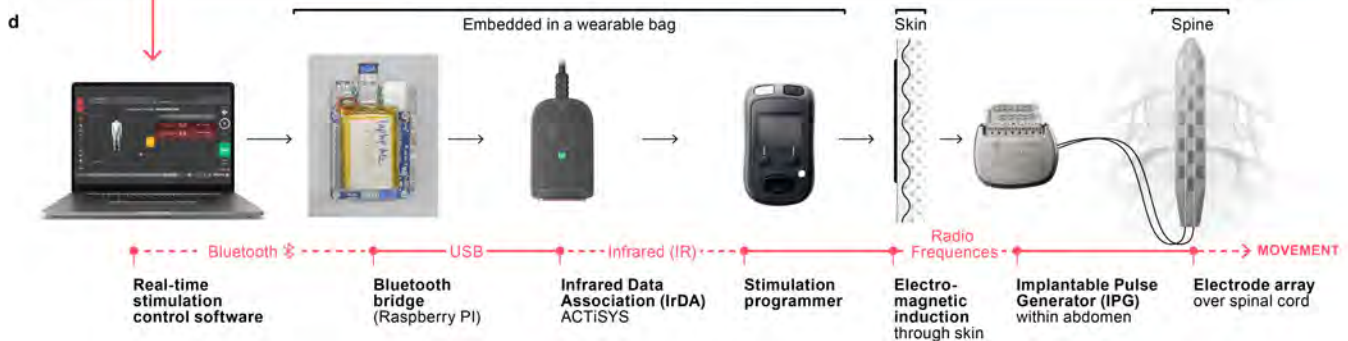 d
Embedded in a wearable bag
Skin
Spine
Bluetooth
USB
Infrared (IR)
Radio
Frequences
MOVEMENT
Real-time
stimulation
control software
Bluetooth
bridge
(Raspberry PI)
Infrared Data
Association (IrDA)
ACTiSYS
Stimulation
programmer
Electro-
magnetic
induction
through skin
Implantable Pulse
Generator (IPG)
within abdomen
Electrode array
over spinal cord